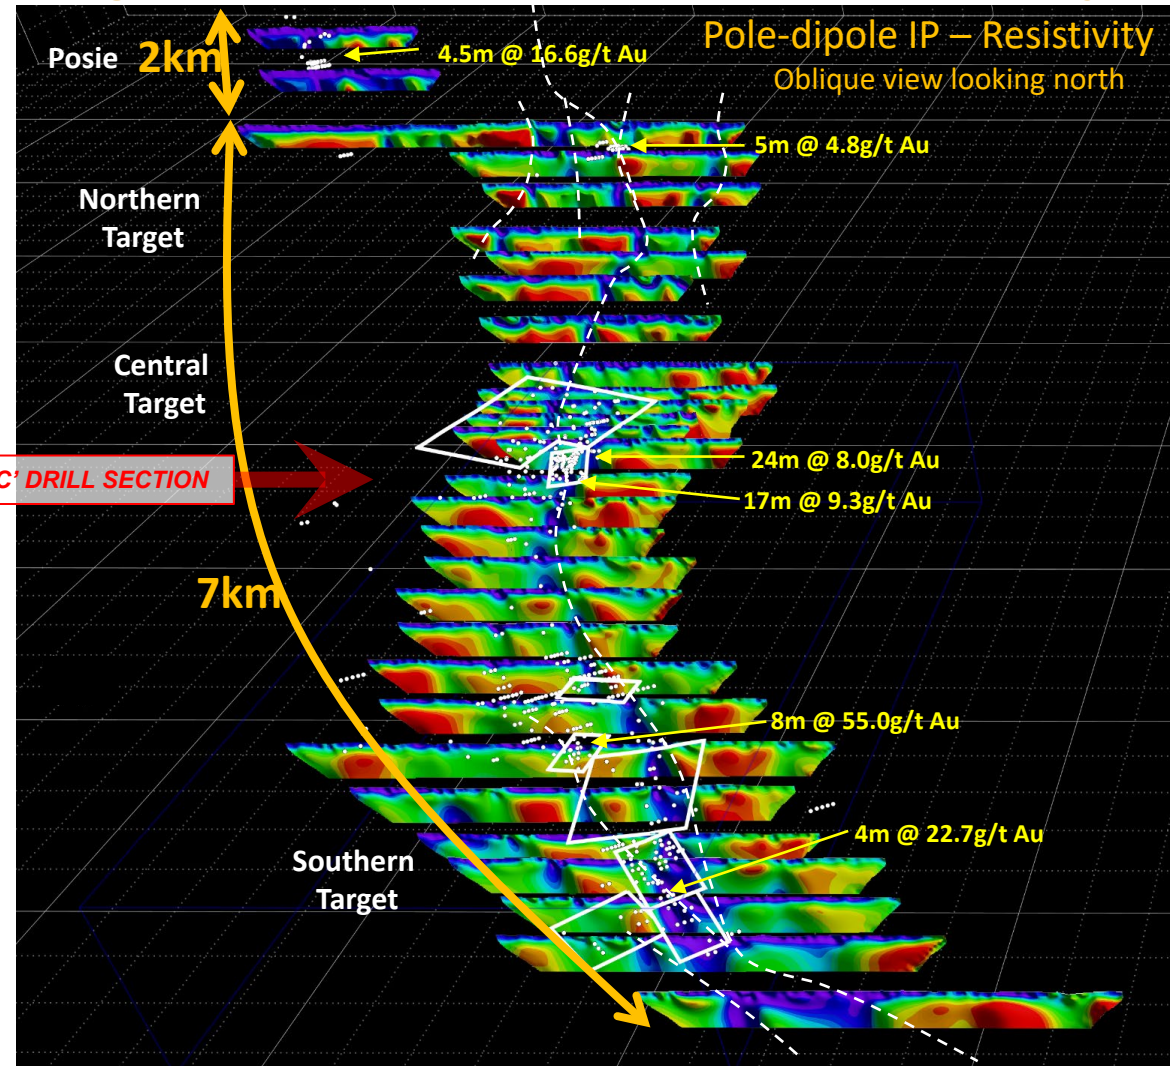 Pole-dipole IP – Resistivity
Oblique view looking north
Posie
2km
4.5m @ 16.6g/t Au
5m @ 4.8g/t Au
Northern
Target
Central
Target
24m @ 8.0g/t Au
C' DRILL SECTION
17m @ 9.3g/t Au
7km
8m @ 55.0g/t Au
4m @ 22.7g/t Au
Southern
Target